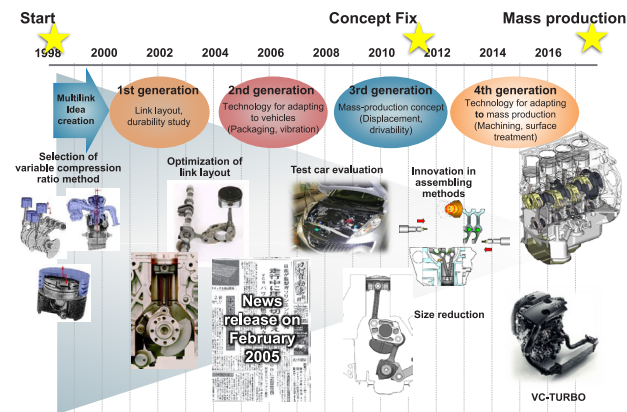 Start
Concept Fix
Mass production
1998
2000
2002
2004
2006
2008
2010
2012
2014
2016
Multilink
Idea
creation
1st generation
Link layout,
durability study
2nd generation
Technology for adapting
to vehicles
(Packaging, vibration)
3rd generation
Mass-production concept
(Displacement,
drivability)
4th generation
Technology for adapting
to mass production
(Machining, surface
treatment)
Selection of
variable compression
ratio method
Optimization of
link layout
Test car evaluation
Innovation in
assembling
methods
News
release on
February
2005
Size reduction
VC-TURBO